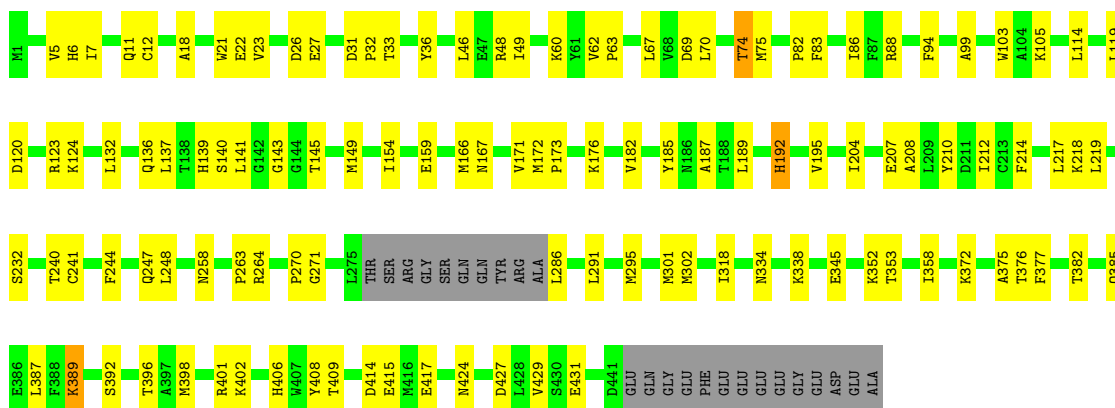 M1 V5 H6 I7 Q11 C12 A18 W21 E22 V23 D26 E27 D31 P32 T33 Y36 L46 E47 R48 I49 K60 Y61 V62 P63 L67 V68 D69 L70 T74 M75 P82 F83 I86 F87 R88 F94 A99 W103 A104 K105 L114 L119
D120 R123 K124 L132 Q136 L137 T138 H139 S140 L141 G142 G143 G144 T145 M149 I154 E159 M166 N167 V171 M172 P173 K176 V182 Y185 N186 A187 T188 L189 H192 V195 I204 E207 A208 L209 Y210 D211 I212 C213 F214 L217 K218 L219
S232 T240 C241 F244 Q247 L248 N258 P263 R264 P270 G271 L275 THR SER ARG GLY SER GLN GLN TYR ARG ALA L286 L291 M295 M301 M302 I318 N334 K338 E345 K352 T353 I358 K372 A375 T376 F377 T382
E386 L387 F388 K389 S392 T396 A397 M398 R401 K402 H406 W407 Y408 T409 D414 E415 M416 E417 N424 D427 L428 V429 S430 E431 D441 GLU GLN GLY GLU PHE GLU GLU GLU GLU GLY GLU ASP GLU ALA